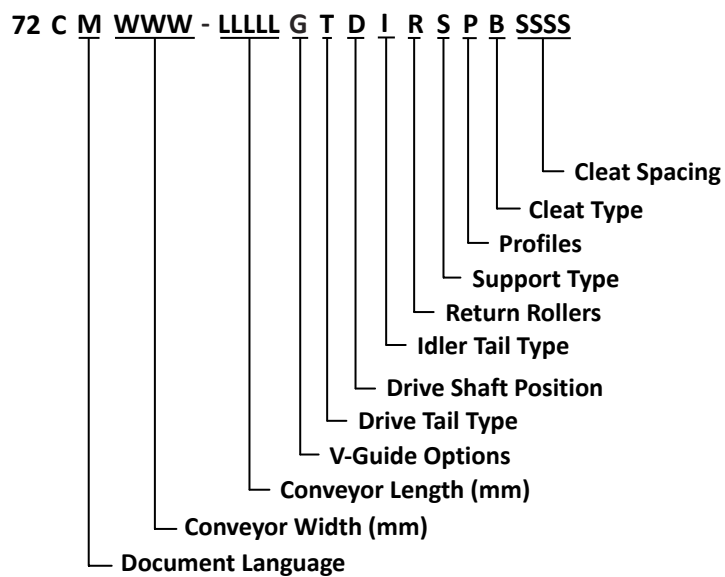 72 C M WWW - LLLLL G T D I R S P B SSSS
Cleat Spacing
Cleat Type
Profiles
Support Type
Return Rollers
Idler Tail Type
Drive Shaft Position
Drive Tail Type
V-Guide Options
Conveyor Length (mm)
Conveyor Width (mm)
Document Language